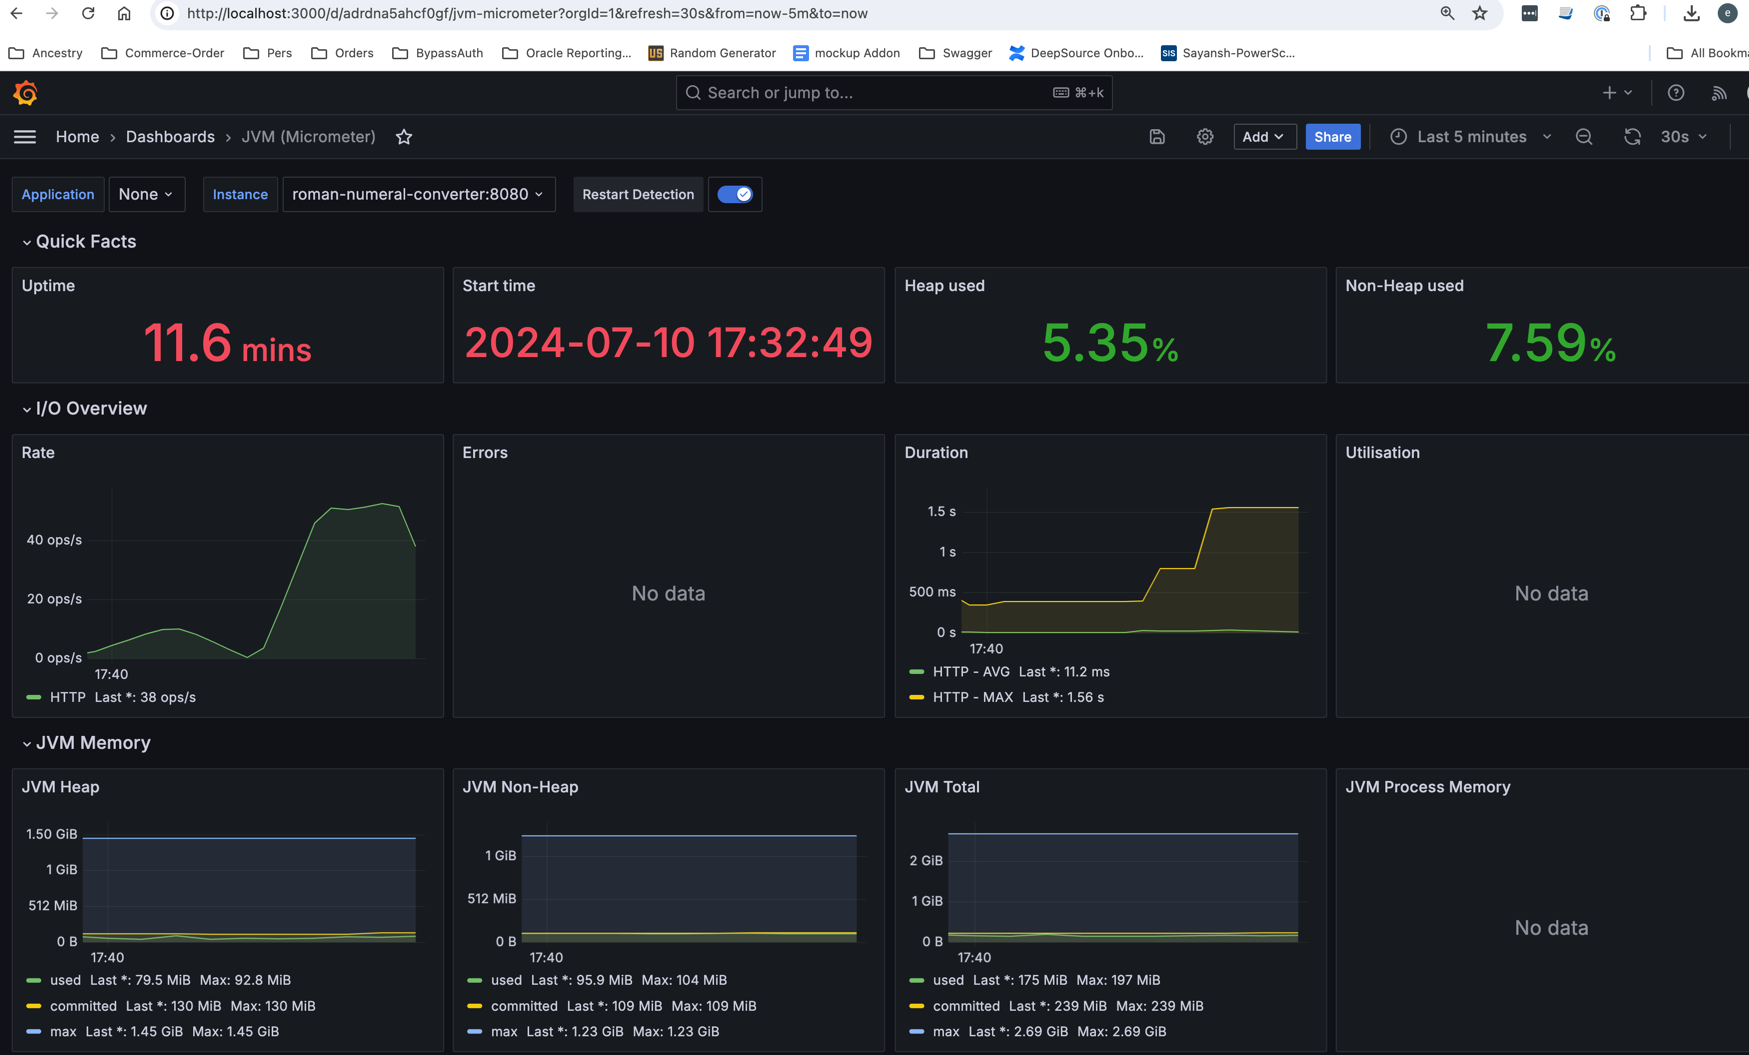 http://localhost:3000/d/adrdna5ahcf0gf/jvm-micrometer?orgId=1&refresh=30s&from=now-5m&to=now
e
Ancestry Commerce-Order Pers Orders BypassAuth Oracle Reporting... US Random Generator mockup Addon Swagger DeepSource Onbo... SIS Sayansh-PowerSc... All Bookma
Search or jump to... ⌘+k
Home › Dashboards › JVM (Micrometer) Add Share Last 5 minutes 30s
Application None Instance roman-numeral-converter:8080 Restart Detection
Quick Facts
Uptime
11.6 mins
Start time
2024-07-10 17:32:49
Heap used
5.35%
Non-Heap used
7.59%
I/O Overview
Rate
40 ops/s
20 ops/s
0 ops/s
17:40
HTTP Last *: 38 ops/s
Errors
No data
Duration
1.5 s
1 s
500 ms
0 s
17:40
HTTP - AVG Last *: 11.2 ms
HTTP - MAX Last *: 1.56 s
Utilisation
No data
JVM Memory
JVM Heap
1.50 GiB
1 GiB
512 MiB
0 B
17:40
used Last *: 79.5 MiB Max: 92.8 MiB
committed Last *: 130 MiB Max: 130 MiB
max Last *: 1.45 GiB Max: 1.45 GiB
JVM Non-Heap
1 GiB
512 MiB
0 B
17:40
used Last *: 95.9 MiB Max: 104 MiB
committed Last *: 109 MiB Max: 109 MiB
max Last *: 1.23 GiB Max: 1.23 GiB
JVM Total
2 GiB
1 GiB
0 B
17:40
used Last *: 175 MiB Max: 197 MiB
committed Last *: 239 MiB Max: 239 MiB
max Last *: 2.69 GiB Max: 2.69 GiB
JVM Process Memory
No data